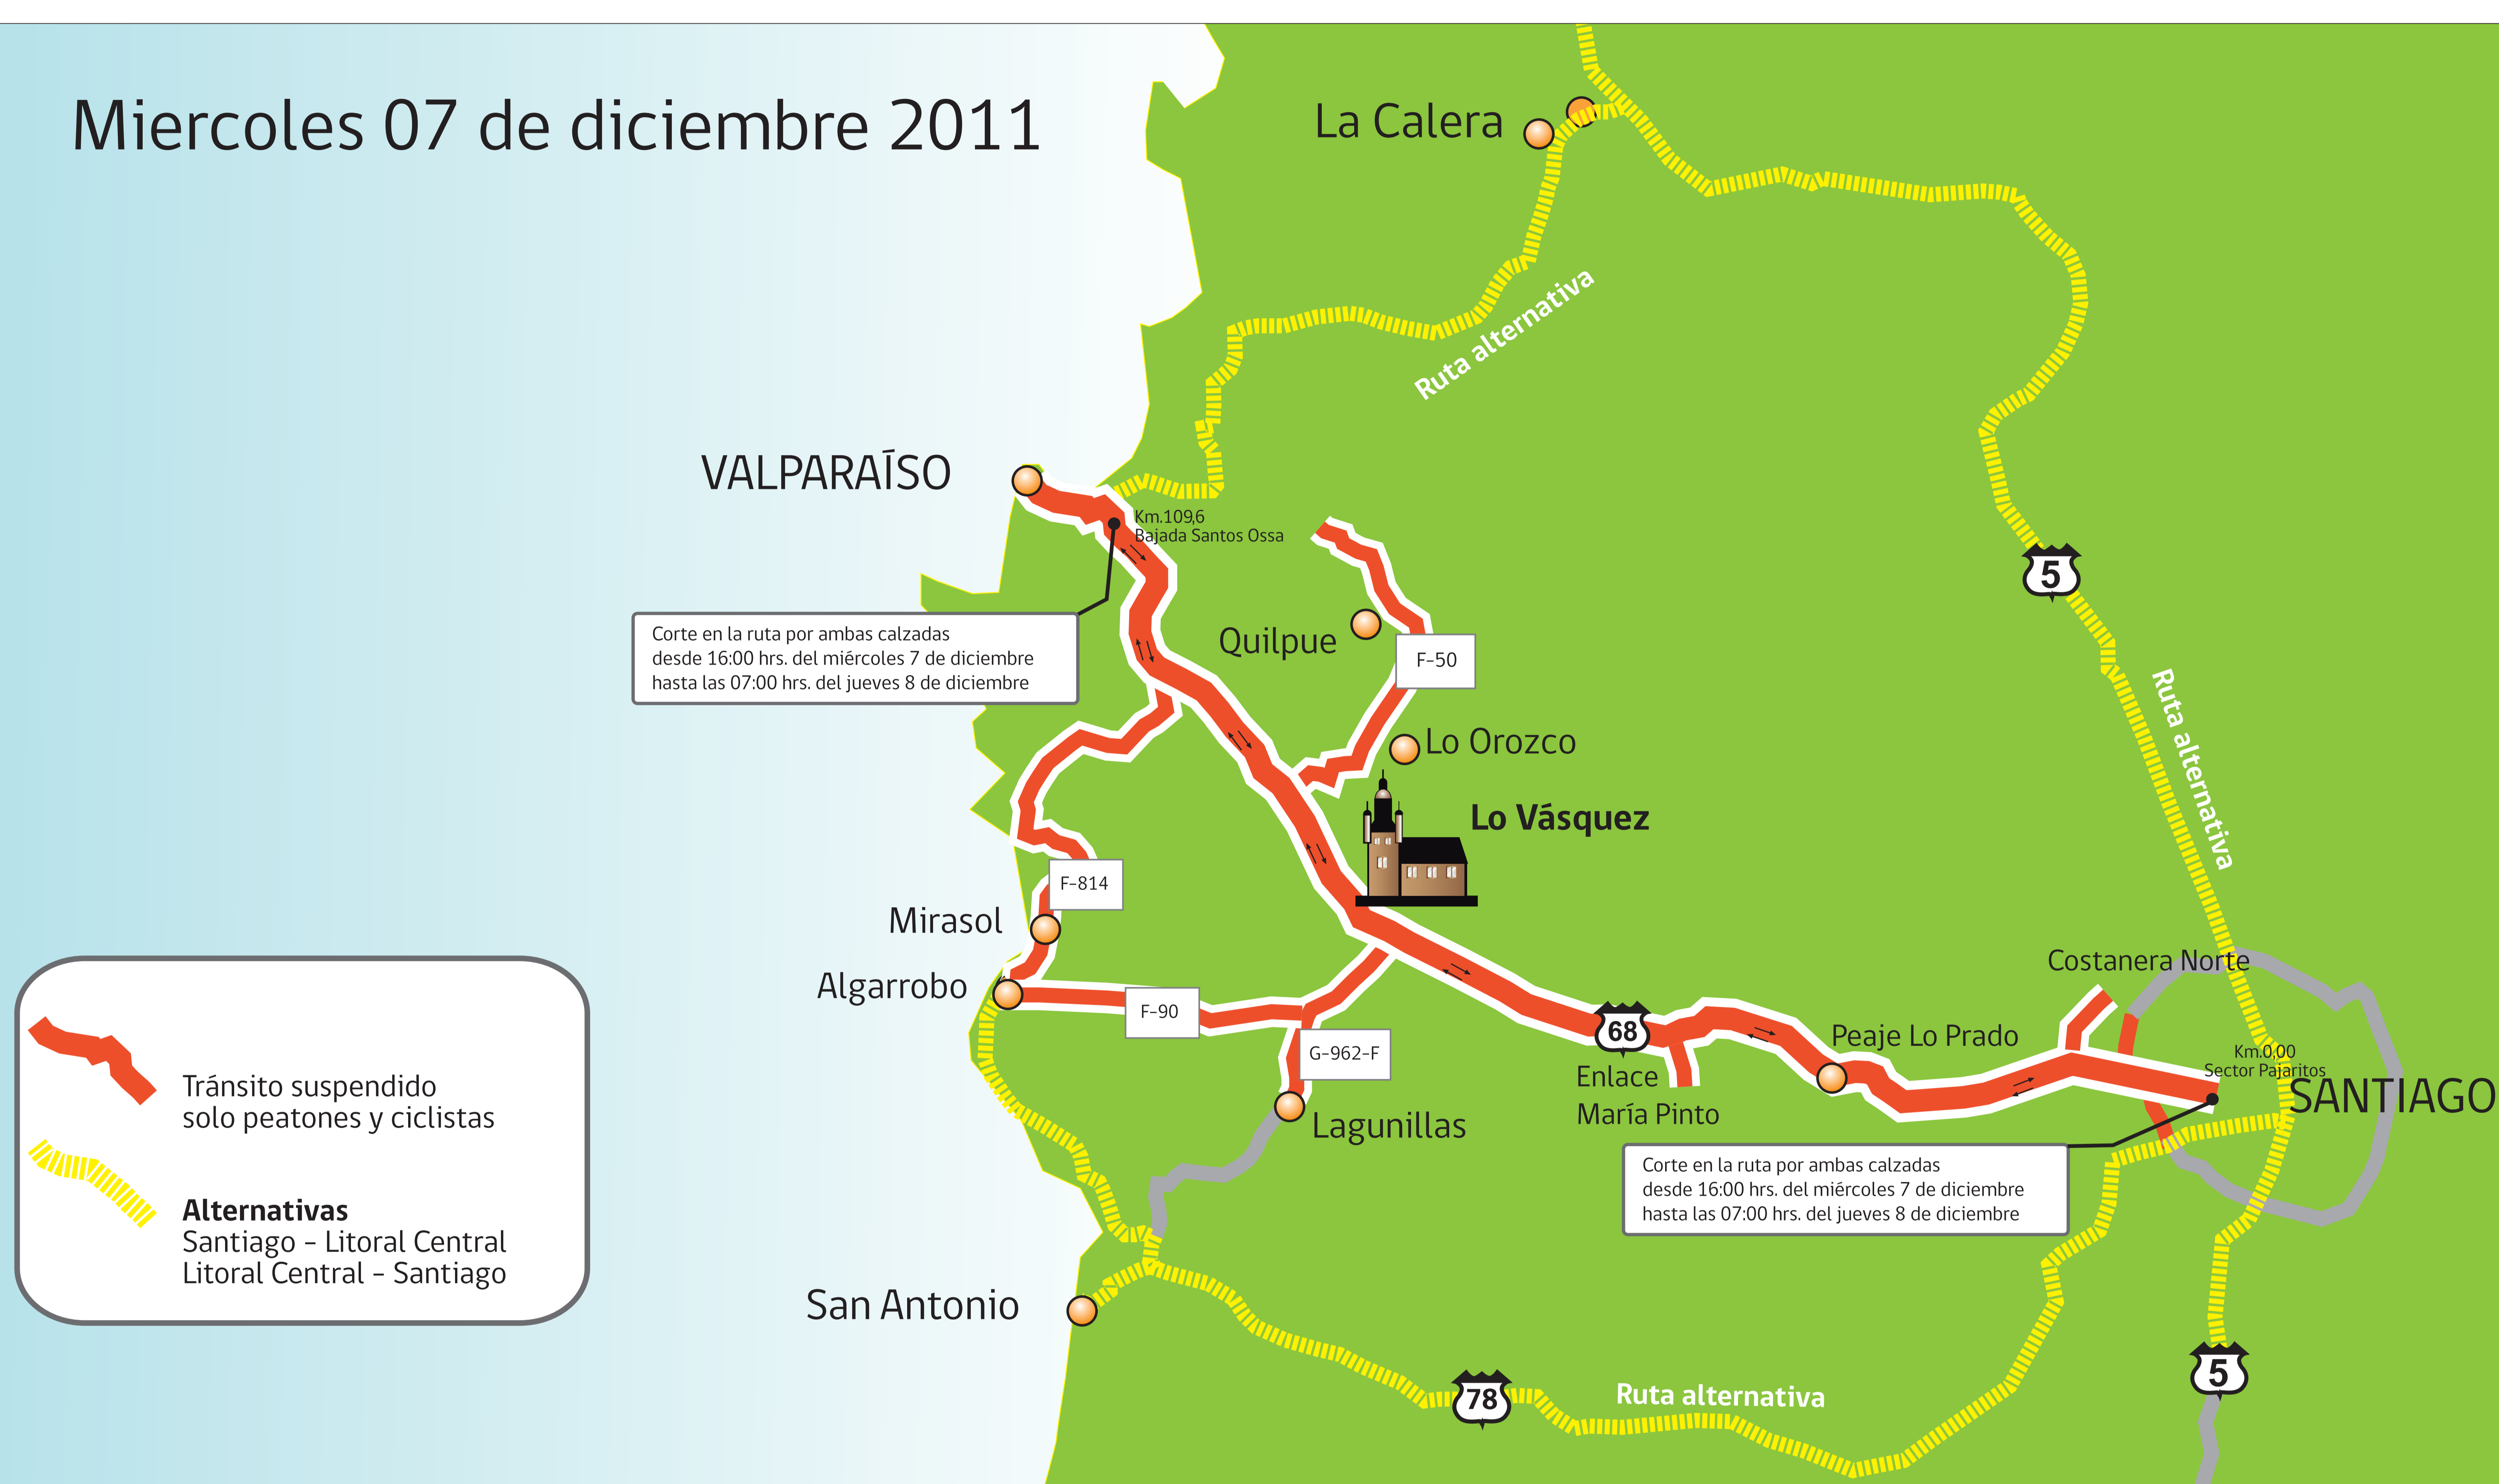 Miercoles 07 de diciembre 2011
La Calera
Ruta alternativa
VALPARAÍSO
Km.109,6
Bajada Santos Ossa
5
Corte en la ruta por ambas calzadas
desde 16:00 hrs. del miércoles 7 de diciembre
hasta las 07:00 hrs. del jueves 8 de diciembre
Quilpue
F-50
Ruta alternativa
Lo Orozco
Lo Vásquez
F-814
Mirasol
Algarrobo
F-90
Costanera Norte
68
Peaje Lo Prado
G-962-F
Km.0,00
Sector Pajaritos
SANTIAGO
Enlace
María Pinto
Lagunillas
Tránsito suspendido
solo peatones y ciclistas
Alternativas
Santiago - Litoral Central
Litoral Central - Santiago
Corte en la ruta por ambas calzadas
desde 16:00 hrs. del miércoles 7 de diciembre
hasta las 07:00 hrs. del jueves 8 de diciembre
San Antonio
78
Ruta alternativa
5